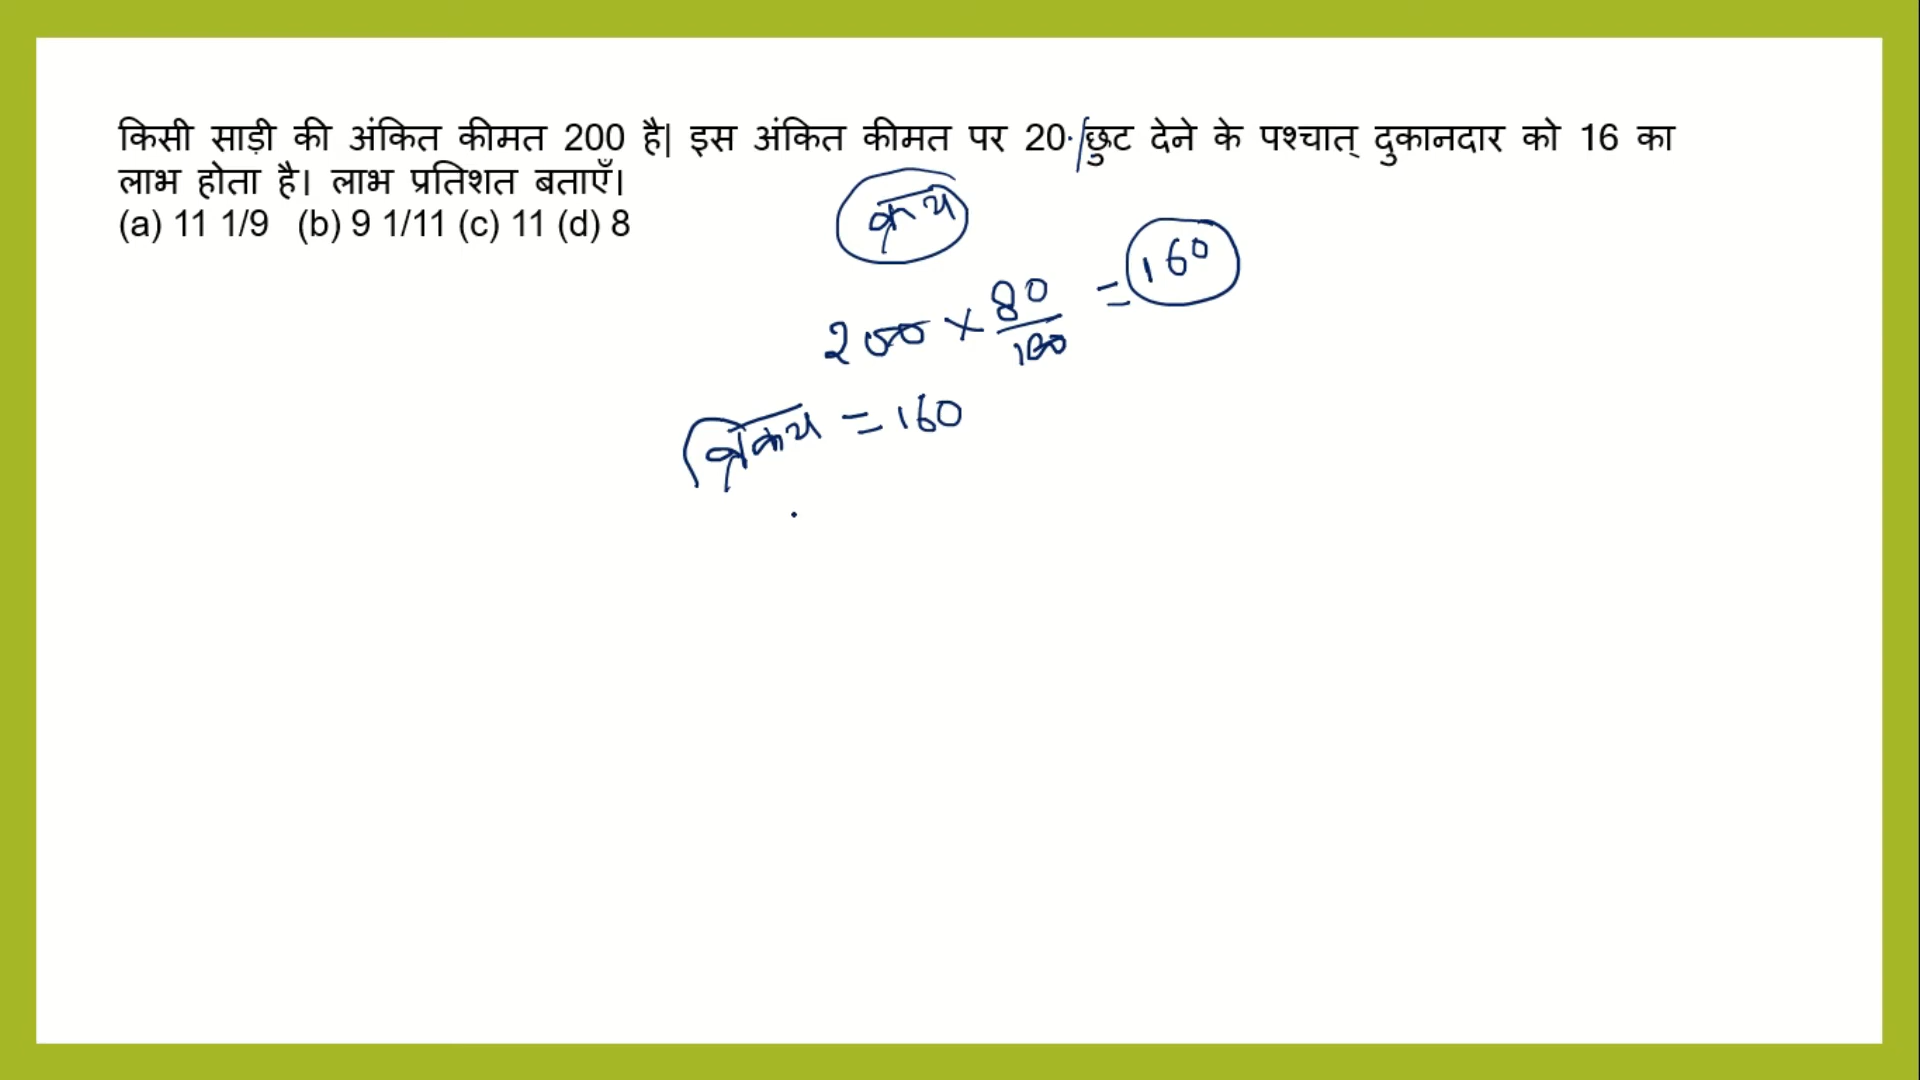 किसी साड़ी की अंकित कीमत 200 है| इस अंकित कीमत पर 20% छुट देने के पश्चात् दुकानदार को 16 का
लाभ होता है। लाभ प्रतिशत बताएँ।
(a) 11 1/9 (b) 9 1/11 (c) 11 (d) 8
क्रय
200 × 80/100 = 160
विक्रय = 160